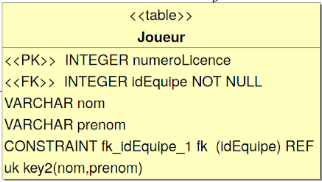 <<table>>
Joueur
<<PK>> INTEGER numeroLicence
<<FK>> INTEGER idEquipe NOT NULL
VARCHAR nom
VARCHAR prenom
CONSTRAINT fk_idEquipe_1 fk (idEquipe) REF
uk key2(nom,prenom)